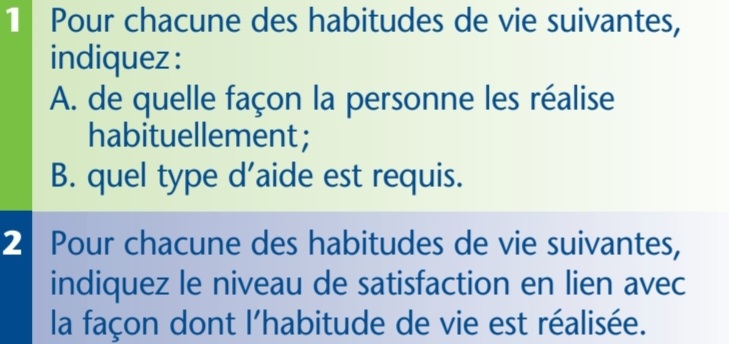 1 Pour chacune des habitudes de vie suivantes,
indiquez :
A. de quelle façon la personne les réalise
habituellement ;
B. quel type d'aide est requis.
2 Pour chacune des habitudes de vie suivantes,
indiquez le niveau de satisfaction en lien avec
la façon dont l'habitude de vie est réalisée.